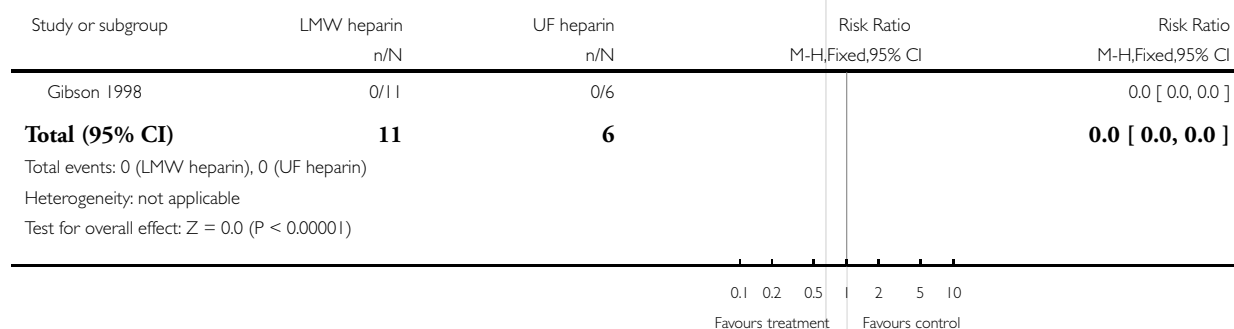 Study or subgroup LMW heparin UF heparin Risk Ratio Risk Ratio
n/N n/N M-H,Fixed,95% CI M-H,Fixed,95% CI
Gibson 1998 0/11 0/6 0.0 [ 0.0, 0.0 ]
Total (95% CI) 11 6 0.0 [ 0.0, 0.0 ]
Total events: 0 (LMW heparin), 0 (UF heparin)
Heterogeneity: not applicable
Test for overall effect: Z = 0.0 (P < 0.00001)
0.1 0.2 0.5 1 2 5 10
Favours treatment Favours control